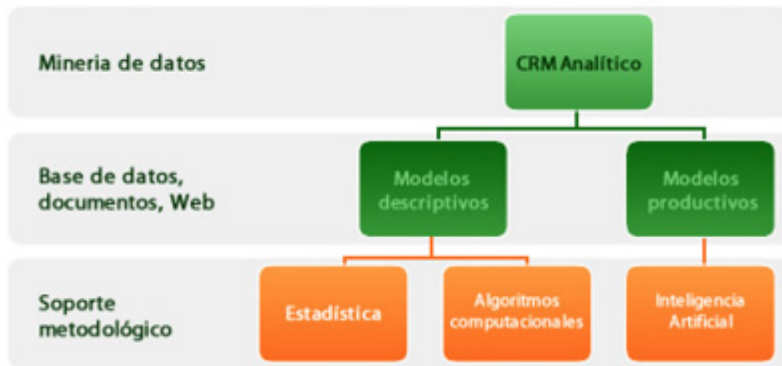 Mineria de datos
CRM Analítico
Base de datos,
documentos, Web
Modelos
descriptivos
Modelos
productivos
Soporte
metodológico
Estadística
Algoritmos
computacionales
Inteligencia
Artificial